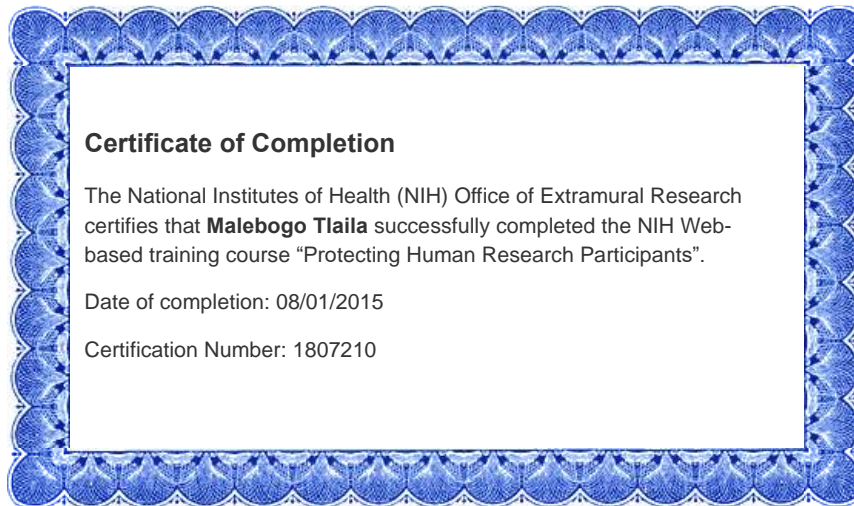 Certificate of Completion
The National Institutes of Health (NIH) Office of Extramural Research
certifies that Malebogo Tlaila successfully completed the NIH Web-
based training course “Protecting Human Research Participants”.
Date of completion: 08/01/2015
Certification Number: 1807210